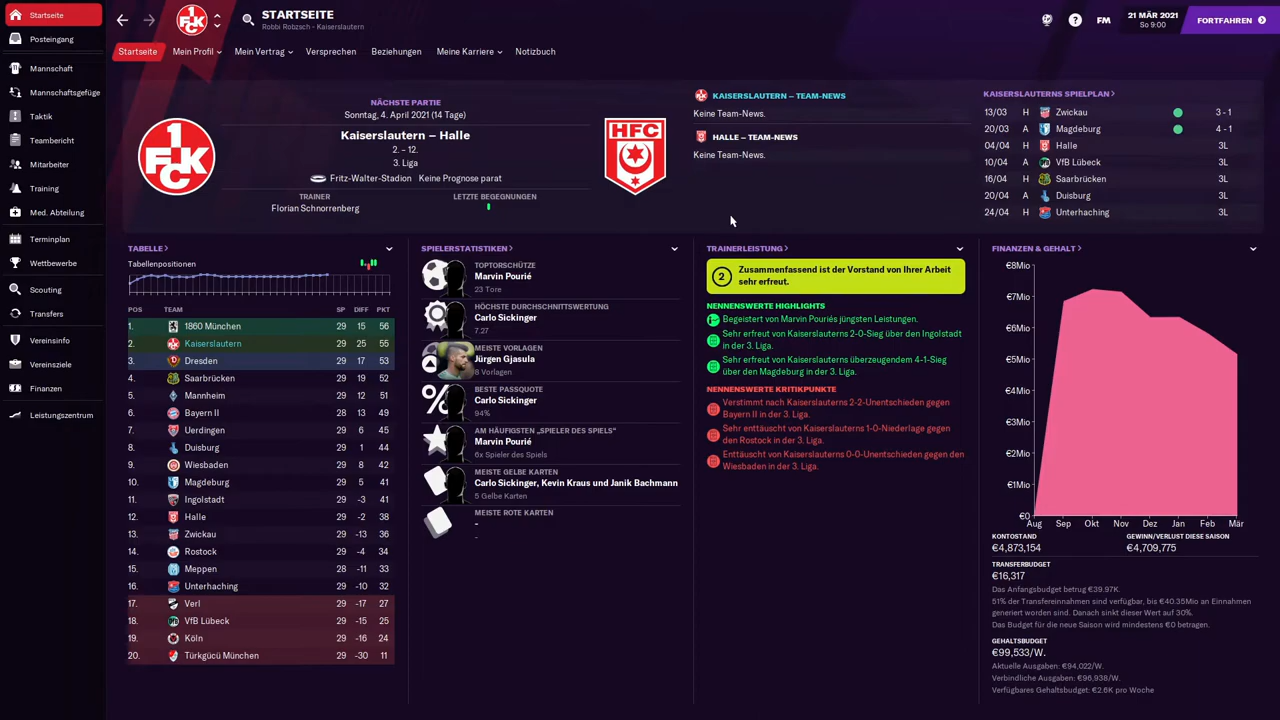 Startseite
Posteingang
Mannschaft
Mannschaftsgefüge
Taktik
Teambericht
Mitarbeiter
Training
Med. Abteilung
Terminplan
Wettbewerbe
Scouting
Transfers
Vereinsinfo
Vereinsziele
Finanzen
Leistungszentrum
STARTSEITE
Robbi Robzsch - Kaiserslautern
FM
21 MÄR 2021
So 9:00
FORTFAHREN
Startseite Mein Profil Mein Vertrag Versprechen Beziehungen Meine Karriere Notizbuch
NÄCHSTE PARTIE
Sonntag, 4. April 2021 (14 Tage)
Kaiserslautern – Halle
2. – 12.
3. Liga
Fritz-Walter-Stadion Keine Prognose parat
TRAINER
Florian Schnorrenberg
LETZTE BEGEGNUNGEN
1
FCK
HFC
KAISERSLAUTERN – TEAM-NEWS
Keine Team-News.
HALLE – TEAM-NEWS
Keine Team-News.
KAISERSLAUTERNS SPIELPLAN
13/03 H Zwickau 3 - 1
20/03 A Magdeburg 4 - 1
04/04 H Halle 3L
10/04 A VfB Lübeck 3L
16/04 H Saarbrücken 3L
20/04 A Duisburg 3L
24/04 H Unterhaching 3L
TABELLE
Tabellenpositionen
POS TEAM SP DIFF PKT
1. 1860 München 29 15 56
2. Kaiserslautern 29 25 55
3. Dresden 29 17 53
4. Saarbrücken 29 19 52
5. Mannheim 29 12 51
6. Bayern II 28 13 49
7. Uerdingen 29 6 45
8. Duisburg 29 1 44
9. Wiesbaden 29 8 42
10. Magdeburg 29 5 41
11. Ingolstadt 29 -3 41
12. Halle 29 -2 38
13. Zwickau 29 -13 36
14. Rostock 29 -4 34
15. Meppen 28 -11 33
16. Unterhaching 29 -10 32
17. Verl 29 -17 27
18. VfB Lübeck 29 -15 25
19. Köln 29 -16 24
20. Türkgücü München 29 -30 11
SPIELERSTATISTIKEN
TOPTORSCHÜTZE
Marvin Pourié
23 Tore
HÖCHSTE DURCHSCHNITTSWERTUNG
Carlo Sickinger
7.27
MEISTE VORLAGEN
Jürgen Gjasula
8 Vorlagen
BESTE PASSQUOTE
Carlo Sickinger
94%
AM HÄUFIGSTEN „SPIELER DES SPIELS"
Marvin Pourié
6x Spieler des Spiels
MEISTE GELBE KARTEN
Carlo Sickinger, Kevin Kraus und Janik Bachmann
5 Gelbe Karten
MEISTE ROTE KARTEN
-
-
TRAINERLEISTUNG
2
Zusammenfassend ist der Vorstand von Ihrer Arbeit
sehr erfreut.
NENNENSWERTE HIGHLIGHTS
Begeistert von Marvin Pouriés jüngsten Leistungen.
Sehr erfreut von Kaiserslauterns 2-0-Sieg über den Ingolstadt
in der 3. Liga.
Sehr erfreut von Kaiserslauterns überzeugendem 4-1-Sieg
über den Magdeburg in der 3. Liga.
NENNENSWERTE KRITIKPUNKTE
Verstimmt nach Kaiserslauterns 2-2-Unentschieden gegen
Bayern II in der 3. Liga.
Sehr enttäuscht von Kaiserslauterns 1-0-Niederlage gegen
den Rostock in der 3. Liga.
Enttäuscht von Kaiserslauterns 0-0-Unentschieden gegen den
Wiesbaden in der 3. Liga.
FINANZEN & GEHALT
€8Mio
€7Mio
€6Mio
€5Mio
€4Mio
€3Mio
€2Mio
€1Mio
€0
Aug Sep Okt Nov Dez Jan Feb Mär
KONTOSTAND
€4,873,154
GEWINN/VERLUST DIESE SAISON
€4,709,775
TRANSFERBUDGET
€16,317
Das Anfangsbudget betrug €39.97K.
51% der Transfereinnahmen sind verfügbar, bis €40.35Mio an Einnahmen
generiert worden sind. Danach sinkt dieser Wert auf 30%.
Das Budget für die neue Saison wird mindestens €0 betragen.
GEHALTSBUDGET
€99,533/W.
Aktuelle Ausgaben: €94,022/W.
Verbindliche Ausgaben: €96,938/W.
Verfügbares Gehaltsbudget: €2.6K pro Woche